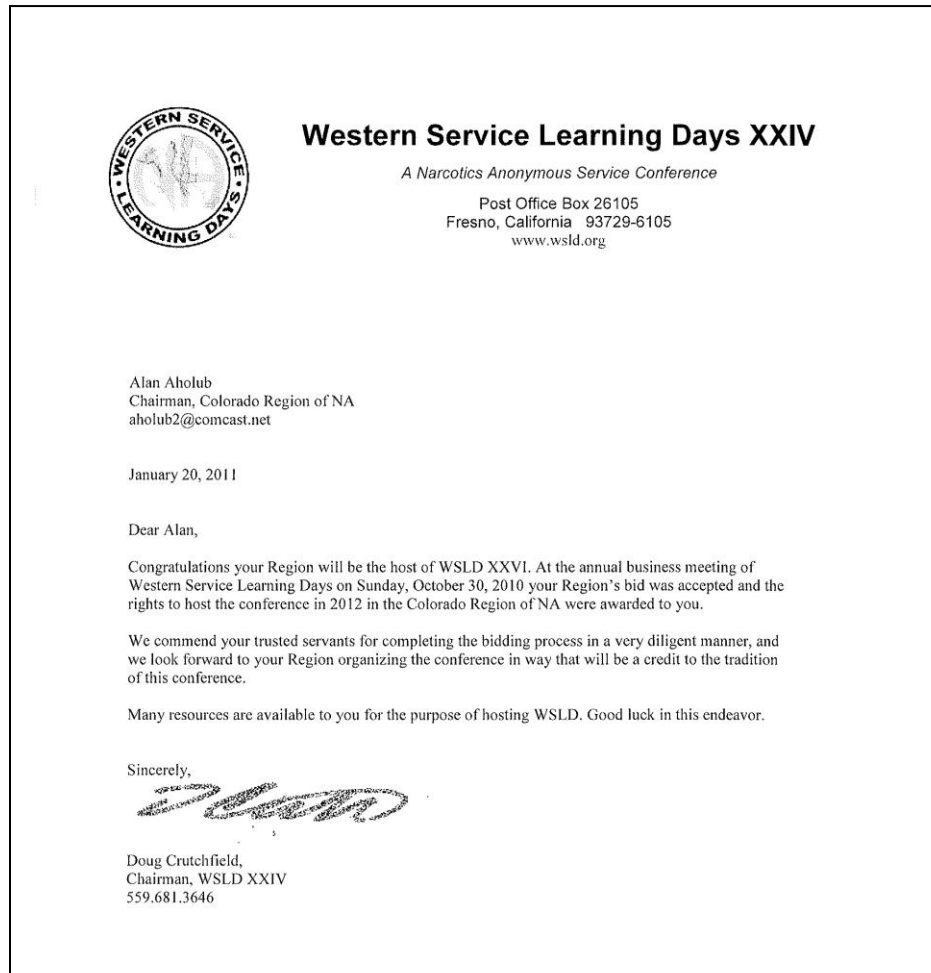 WESTERN SERVICE
LEARNING DAYS
NA
Western Service Learning Days XXIV
A Narcotics Anonymous Service Conference
Post Office Box 26105
Fresno, California 93729-6105
www.wsld.org
Alan Aholub
Chairman, Colorado Region of NA
aholub2@comcast.net
January 20, 2011
Dear Alan,
Congratulations your Region will be the host of WSLD XXVI. At the annual business meeting of
Western Service Learning Days on Sunday, October 30, 2010 your Region's bid was accepted and the
rights to host the conference in 2012 in the Colorado Region of NA were awarded to you.
We commend your trusted servants for completing the bidding process in a very diligent manner, and
we look forward to your Region organizing the conference in way that will be a credit to the tradition
of this conference.
Many resources are available to you for the purpose of hosting WSLD. Good luck in this endeavor.
Sincerely,
Doug Crutchfield,
Chairman, WSLD XXIV
559.681.3646